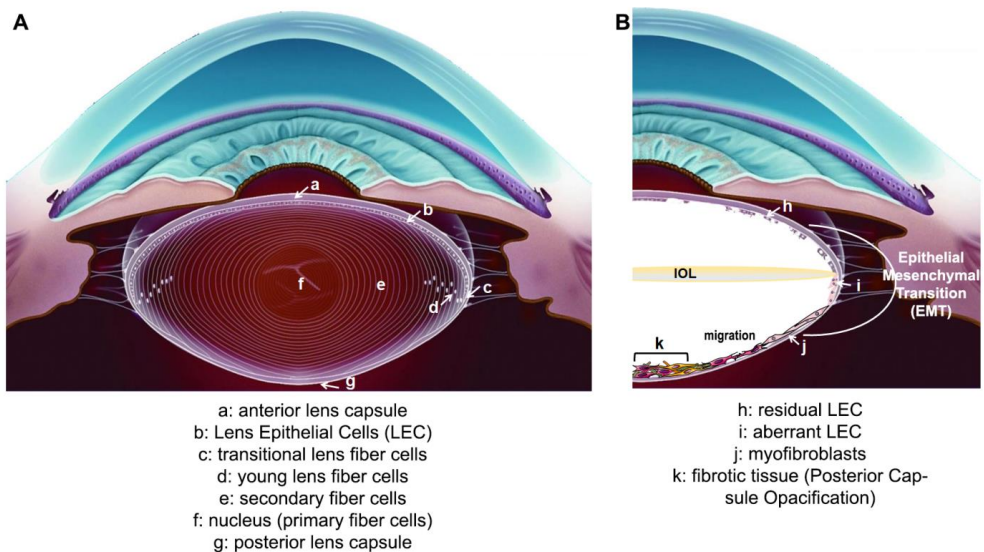 A
B
a
b
h
Epithelial
Mesenchymal
Transition
(EMT)
IOL
f
e
c
d
i
migration
j
k
g
a: anterior lens capsule
b: Lens Epithelial Cells (LEC)
c: transitional lens fiber cells
d: young lens fiber cells
e: secondary fiber cells
f: nucleus (primary fiber cells)
g: posterior lens capsule
h: residual LEC
i: aberrant LEC
j: myofibroblasts
k: fibrotic tissue (Posterior Cap-
sule Opacification)